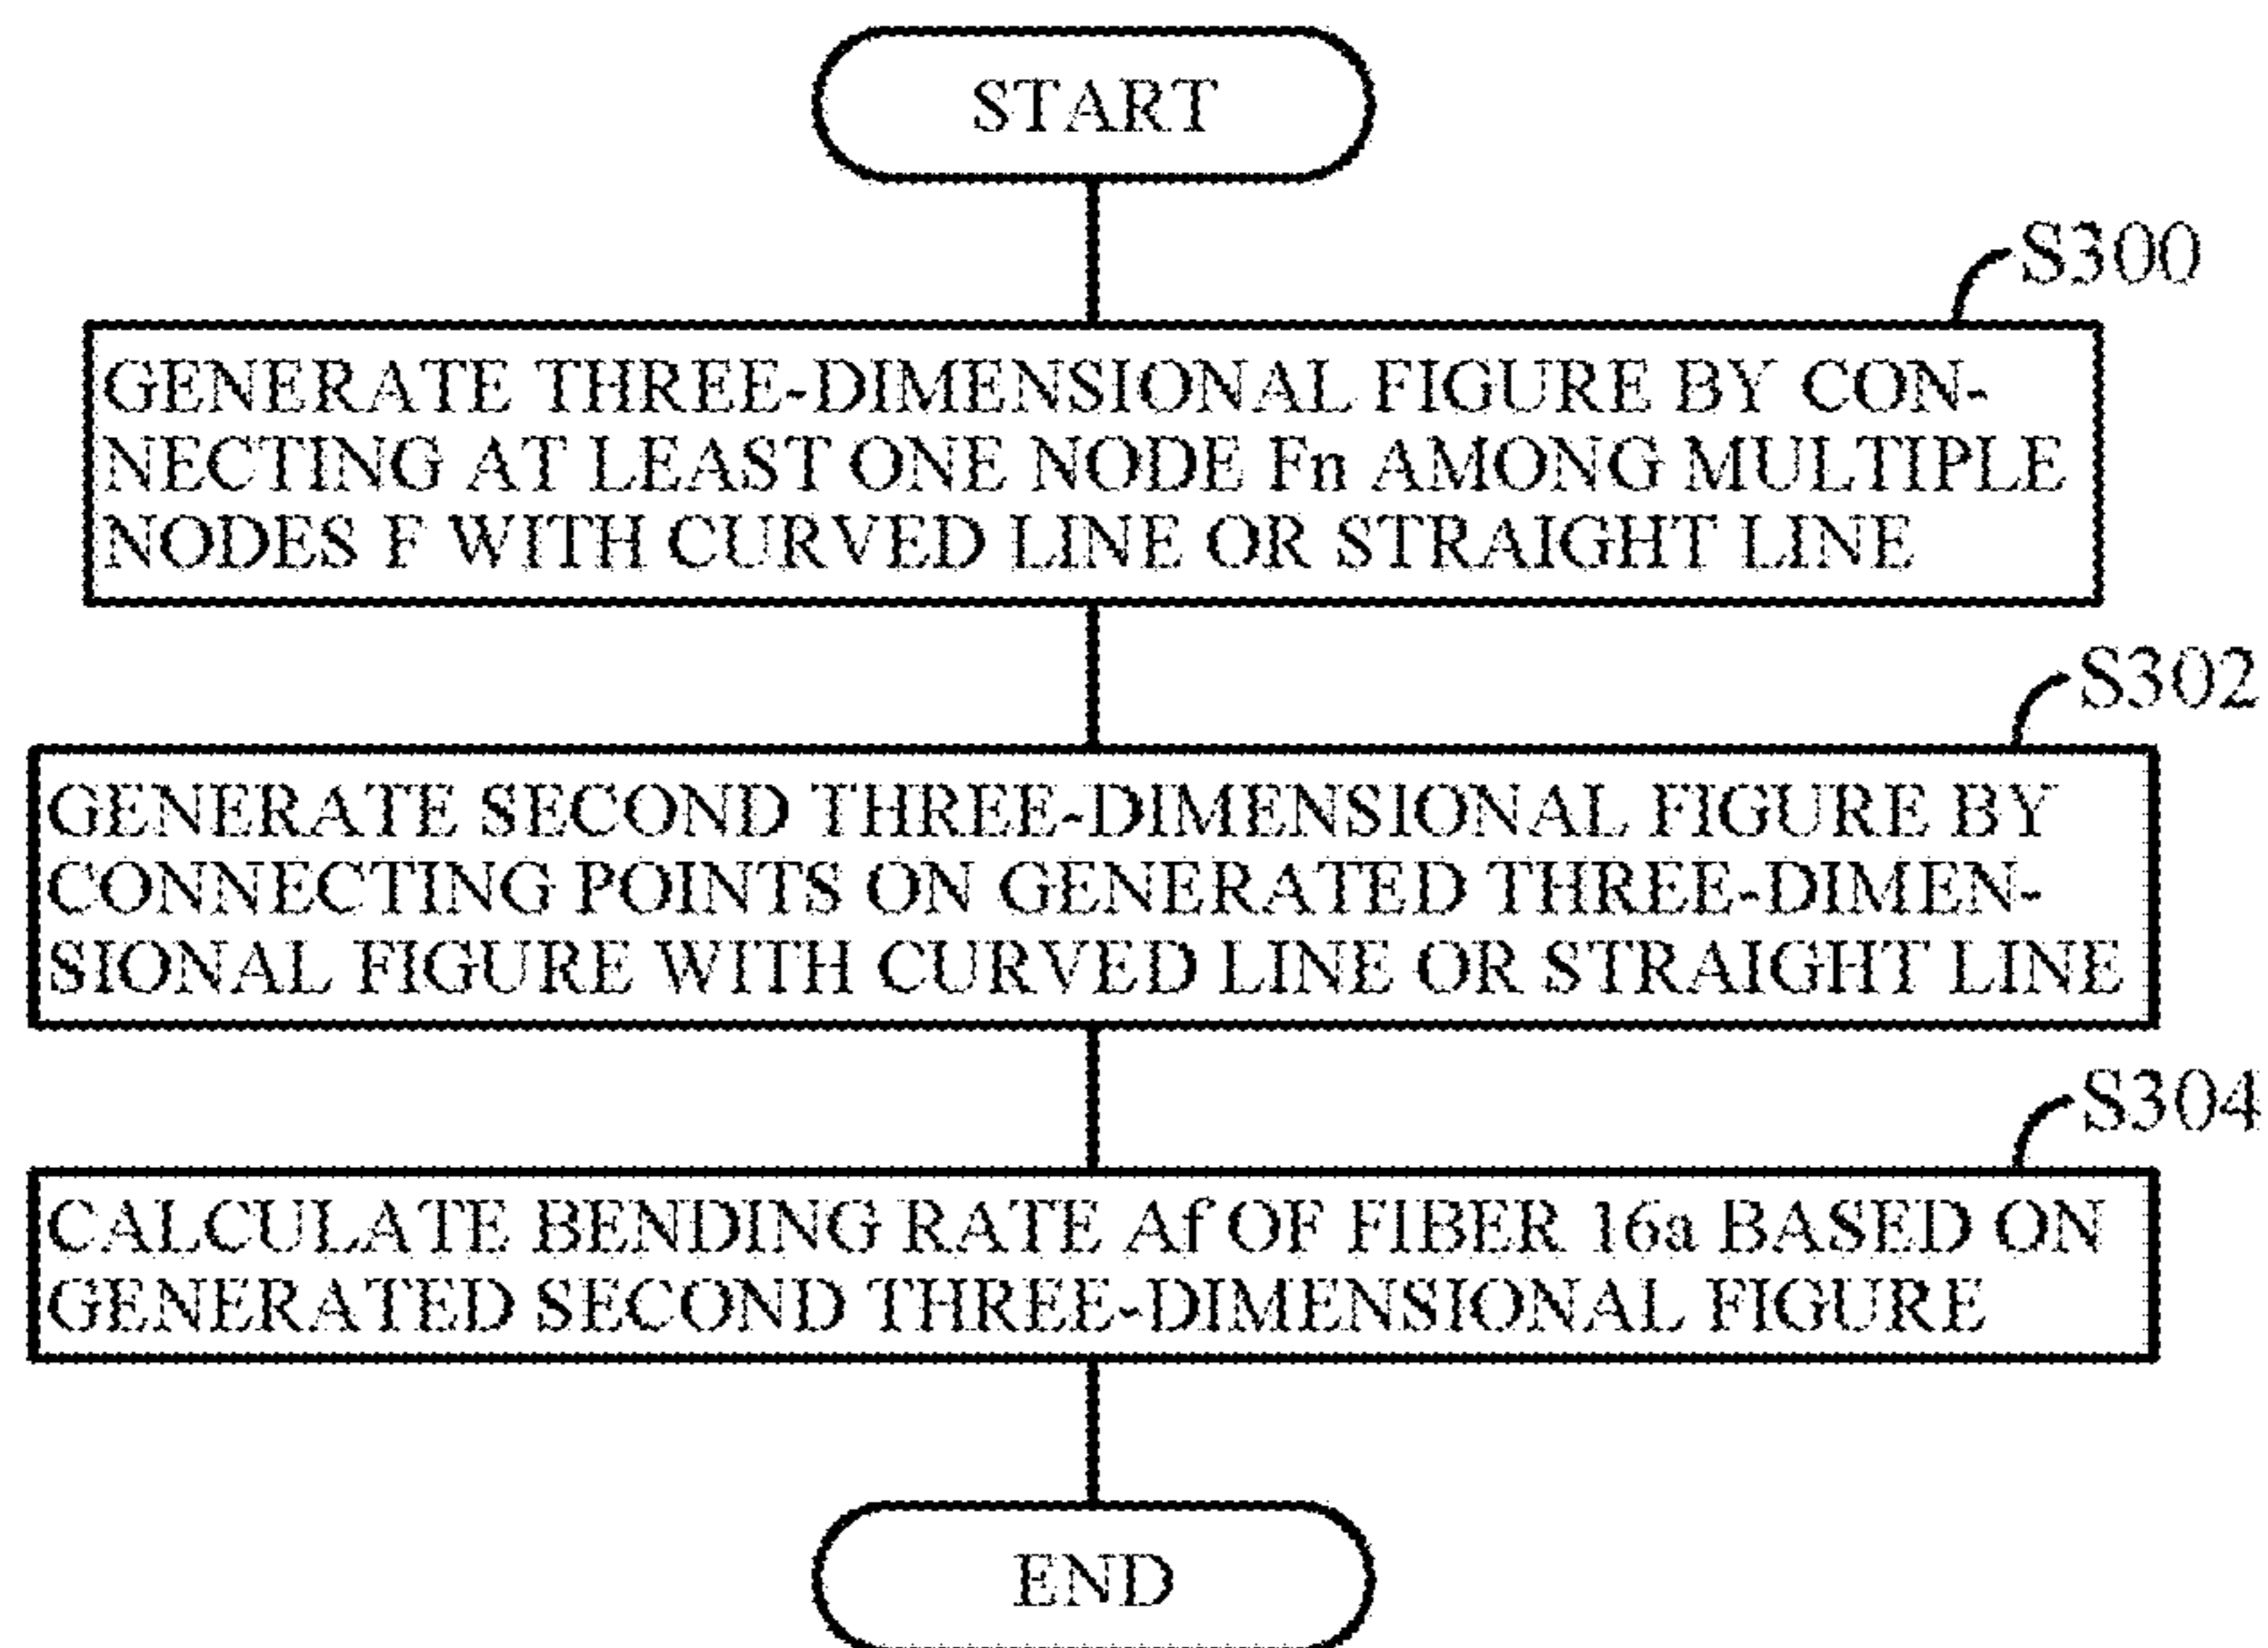 START
S300
GENERATE THREE-DIMENSIONAL FIGURE BY CON-
NECTING AT LEAST ONE NODE Fn AMONG MULTIPLE
NODES F WITH CURVED LINE OR STRAIGHT LINE
S302
GENERATE SECOND THREE-DIMENSIONAL FIGURE BY
CONNECTING POINTS ON GENERATED THREE-DIMEN-
SIONAL FIGURE WITH CURVED LINE OR STRAIGHT LINE
S304
CALCULATE BENDING RATE Af OF FIBER 16a BASED ON
GENERATED SECOND THREE-DIMENSIONAL FIGURE
END